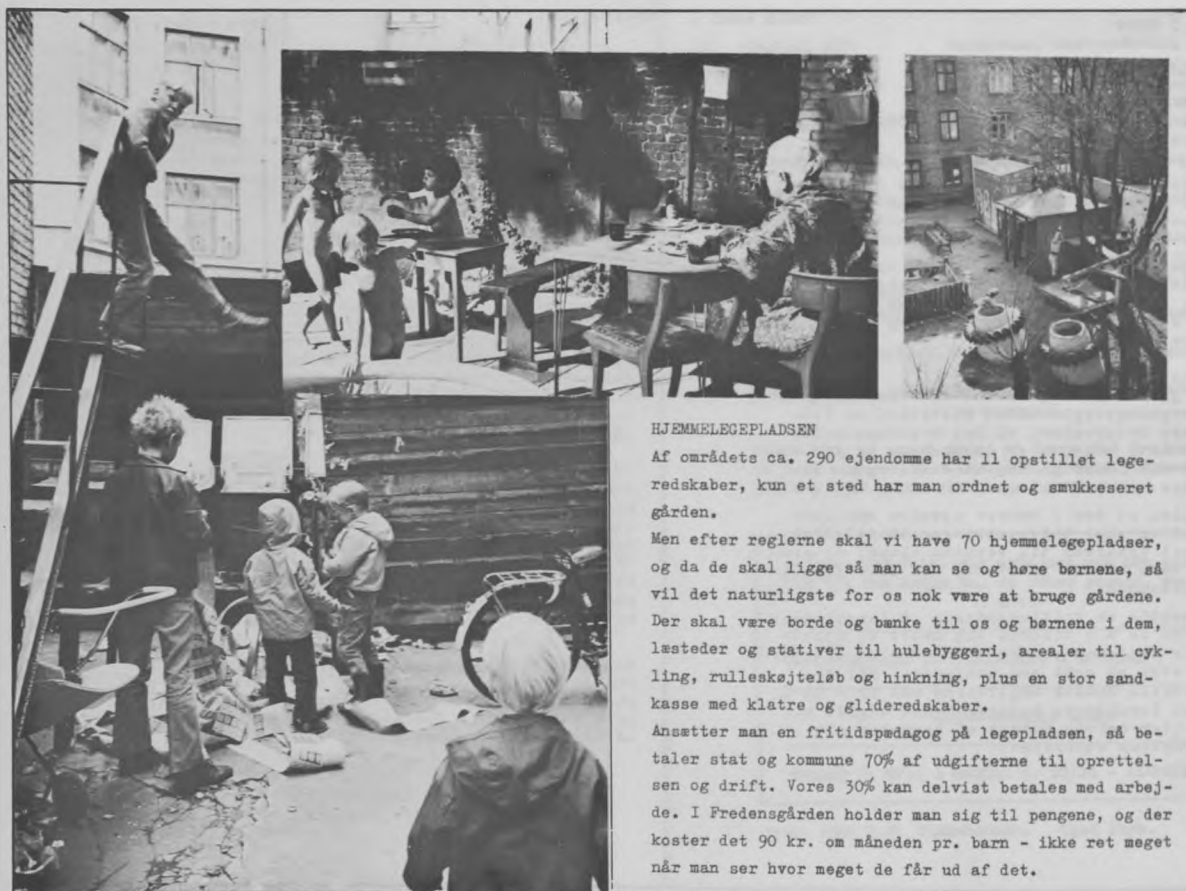 HJEMMELEGEPLADSEN
Af områdets ca. 290 ejendomme har 11 opstillet lege-
redskaber, kun et sted har man ordnet og smukkeseret
gården.
Men efter reglerne skal vi have 70 hjemmelegepladser,
og da de skal ligge så man kan se og høre børnene, så
vil det naturligste for os nok være at bruge gårdene.
Der skal være borde og bænke til os og børnene i dem,
læsteder og stativer til hulebyggeri, arealer til cyk-
ling, rulleskøjteløb og hinkning, plus en stor sand-
kasse med klatre og glideredskaber.
Ansætter man en fritidspædagog på legepladsen, så be-
taler stat og kommune 70% af udgifterne til oprettel-
sen og drift. Vores 30% kan delvist betales med arbej-
de. I Fredensgården holder man sig til pengene, og der
koster det 90 kr. om måneden pr. barn - ikke ret meget
når man ser hvor meget de får ud af det.